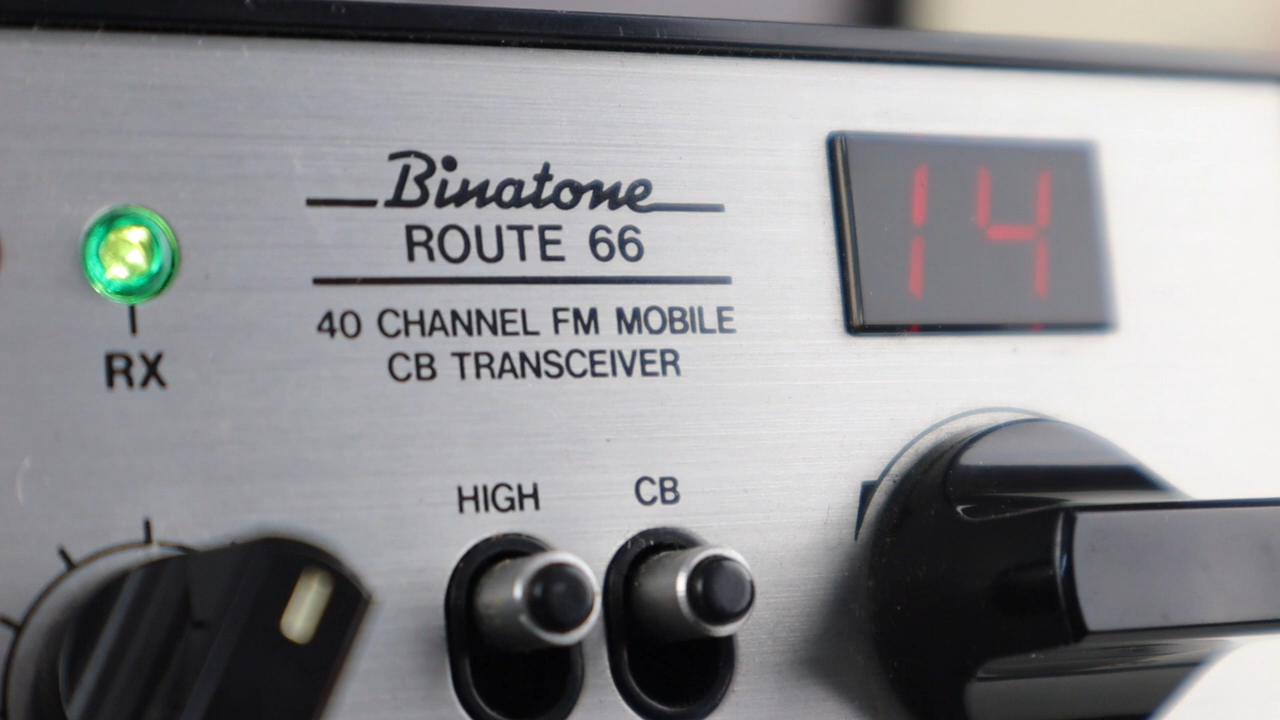 Binatone
ROUTE 66
40 CHANNEL FM MOBILE
CB TRANSCEIVER
14
RX
HIGH
CB